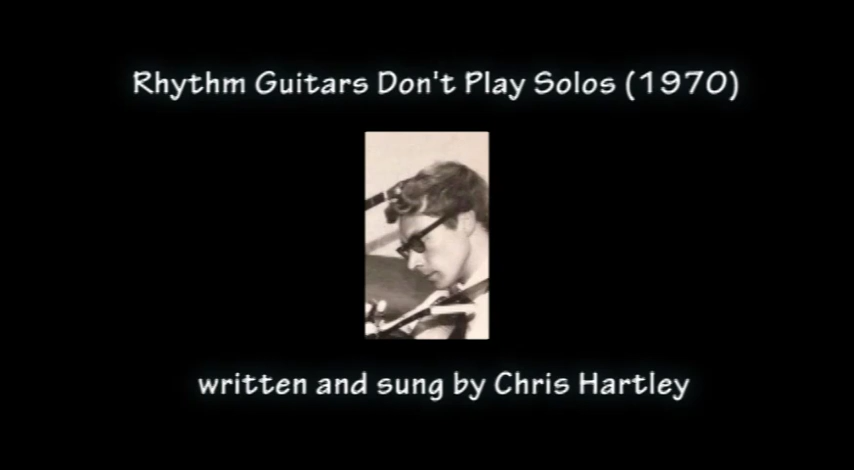 Rhythm Guitars Don't Play Solos (1970)
written and sung by Chris Hartley